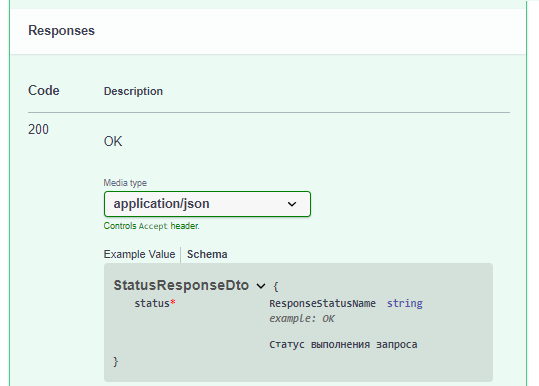 Responses
Code Description
200
OK
Media type
application/json
Controls Accept header.
Example Value Schema
StatusResponseDto {
status* ResponseStatusName string
example: OK
Статус выполнения запроса
}